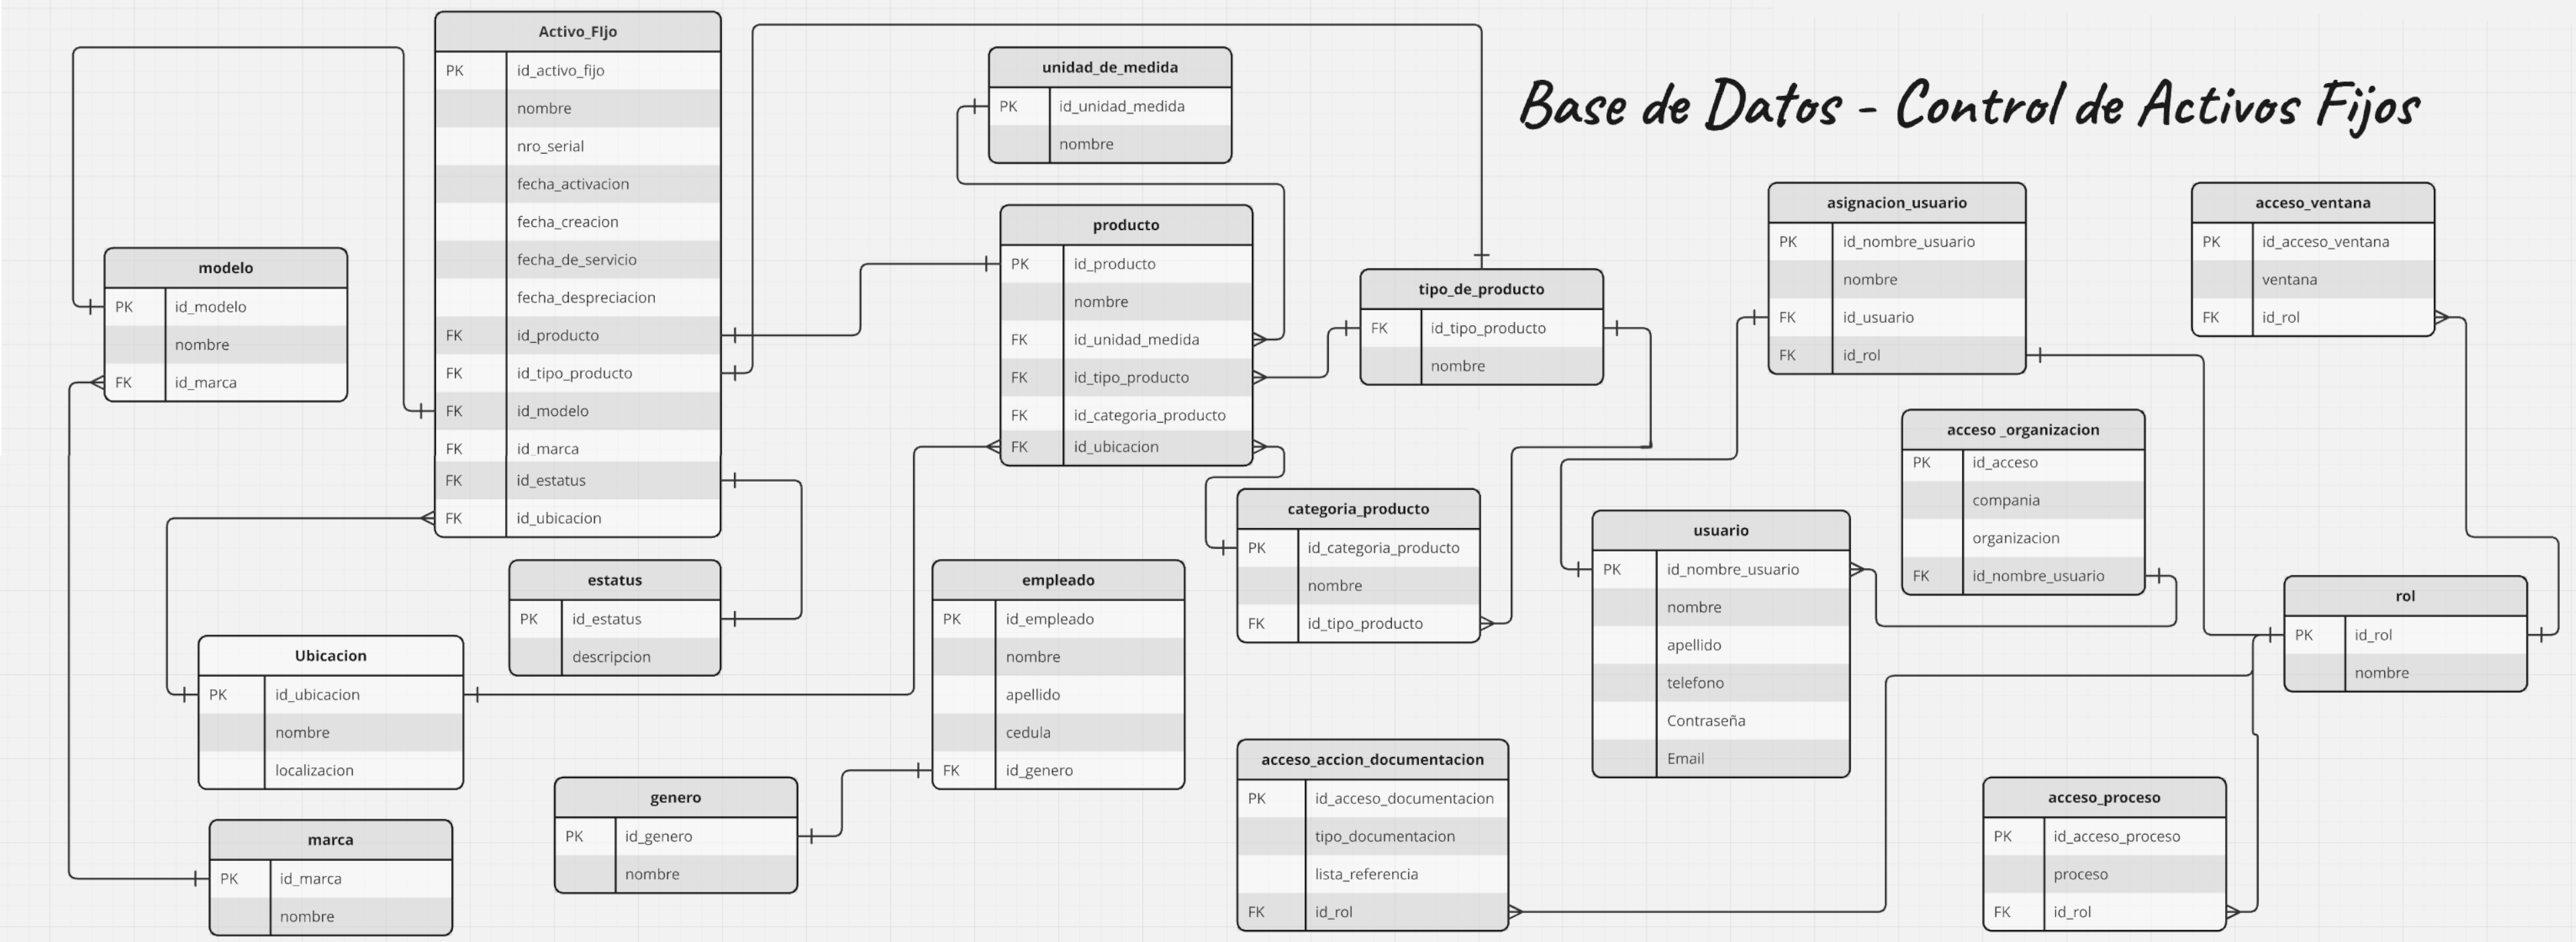 Base de Datos - Control de Activos Fijos
Activo_FIjo
PK id_activo_fijo
nombre
nro_serial
fecha_activacion
fecha_creacion
fecha_de_servicio
fecha_despreciacion
FK id_producto
FK id_tipo_producto
FK id_modelo
FK id_marca
FK id_estatus
FK id_ubicacion
unidad_de_medida
PK id_unidad_medida
nombre
modelo
PK id_modelo
nombre
FK id_marca
producto
PK id_producto
nombre
FK id_unidad_medida
FK id_tipo_producto
FK id_categoria_producto
FK id_ubicacion
tipo_de_producto
FK id_tipo_producto
nombre
asignacion_usuario
PK id_nombre_usuario
nombre
FK id_usuario
FK id_rol
acceso_ventana
PK id_acceso_ventana
ventana
FK id_rol
acceso _organizacion
PK id_acceso
compania
organizacion
FK id_nombre_usuario
categoria_producto
PK id_categoria_producto
nombre
FK id_tipo_producto
usuario
PK id_nombre_usuario
nombre
apellido
telefono
Contraseña
Email
estatus
PK id_estatus
descripcion
empleado
PK id_empleado
nombre
apellido
cedula
FK id_genero
rol
PK id_rol
nombre
Ubicacion
PK id_ubicacion
nombre
localizacion
genero
PK id_genero
nombre
acceso_accion_documentacion
PK id_acceso_documentacion
tipo_documentacion
lista_referencia
FK id_rol
acceso_proceso
PK id_acceso_proceso
proceso
FK id_rol
marca
PK id_marca
nombre